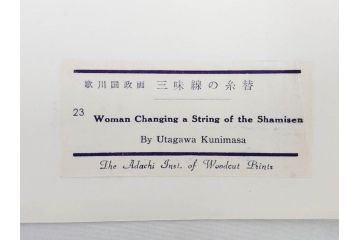 歌川国政画 三味線の糸替
23 Woman Changing a String of the Shamisen
By Utagawa Kunimasa
The Adachi Inst. of Woodcut Prints